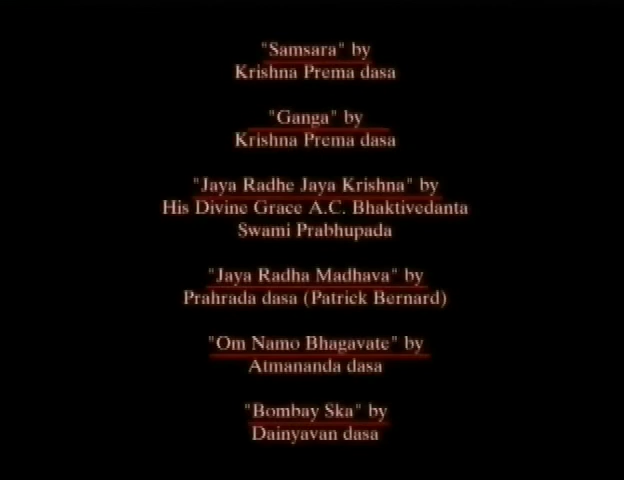 "Samsara" by
Krishna Prema dasa
"Ganga" by
Krishna Prema dasa
"Jaya Radhe Jaya Krishna" by
His Divine Grace A.C. Bhaktivedanta
Swami Prabhupada
"Jaya Radha Madhava" by
Prahrada dasa (Patrick Bernard)
"Om Namo Bhagavate" by
Atmananda dasa
"Bombay Ska" by
Dainyavan dasa